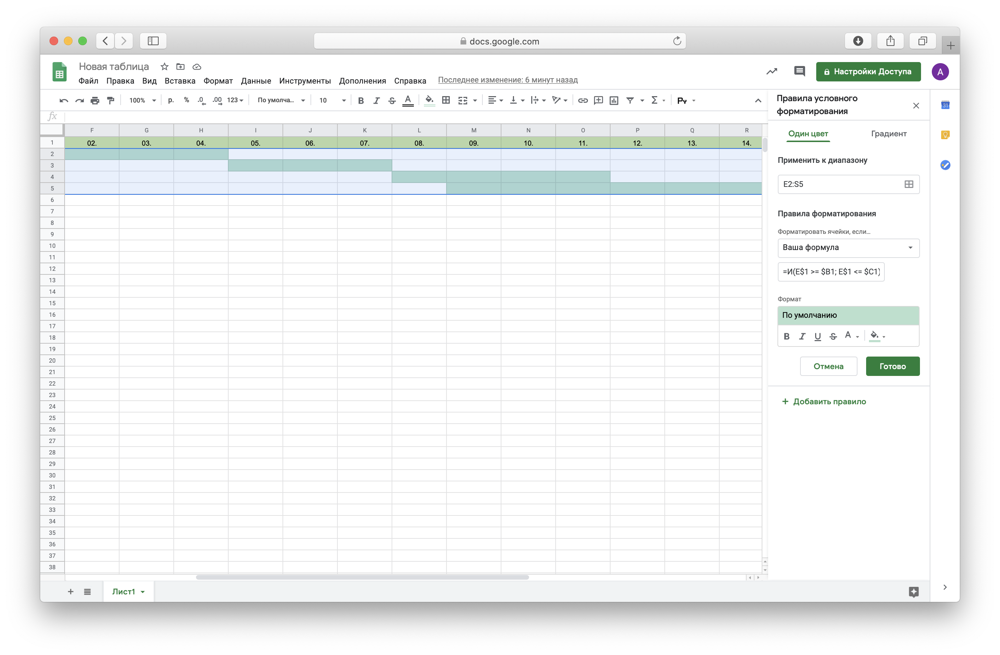 docs.google.com
Новая таблица
Файл Правка Вид Вставка Формат Данные Инструменты Дополнения Справка Последнее изменение: 6 минут назад
Настройки Доступа
A
100% р. % .0 .00 123 По умолча... 10 B I S A Σ Ру
fx
F G H I J K L M N O P Q R
1 02. 03. 04. 05. 06. 07. 08. 09. 10. 11. 12. 13. 14.
2
3
4
5
6
7
8
9
10
11
12
13
14
15
16
17
18
19
20
21
22
23
24
25
26
27
28
29
30
31
32
33
34
35
36
37
38
Лист1
Правила условного
форматирования
Один цвет Градиент
Применить к диапазону
E2:S5
Правила форматирования
Форматировать ячейки, если…
Ваша формула
=И(E$1 >= $B1; E$1 <= $C1)
Формат
По умолчанию
B I U S A
Отмена Готово
+ Добавить правило
31